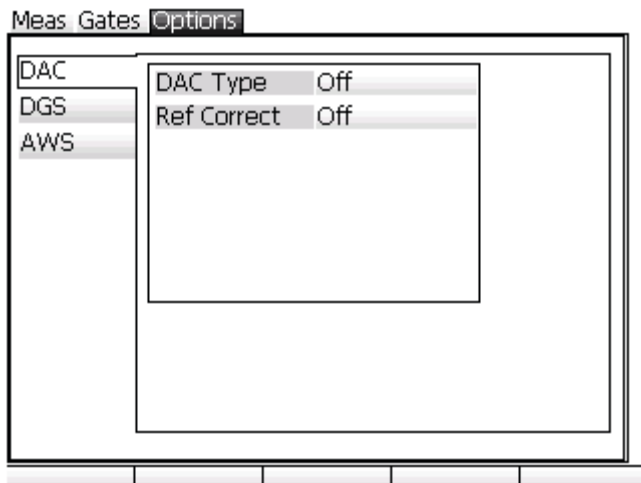 Meas Gates Options
DAC
DGS
AWS
DAC Type Off
Ref Correct Off